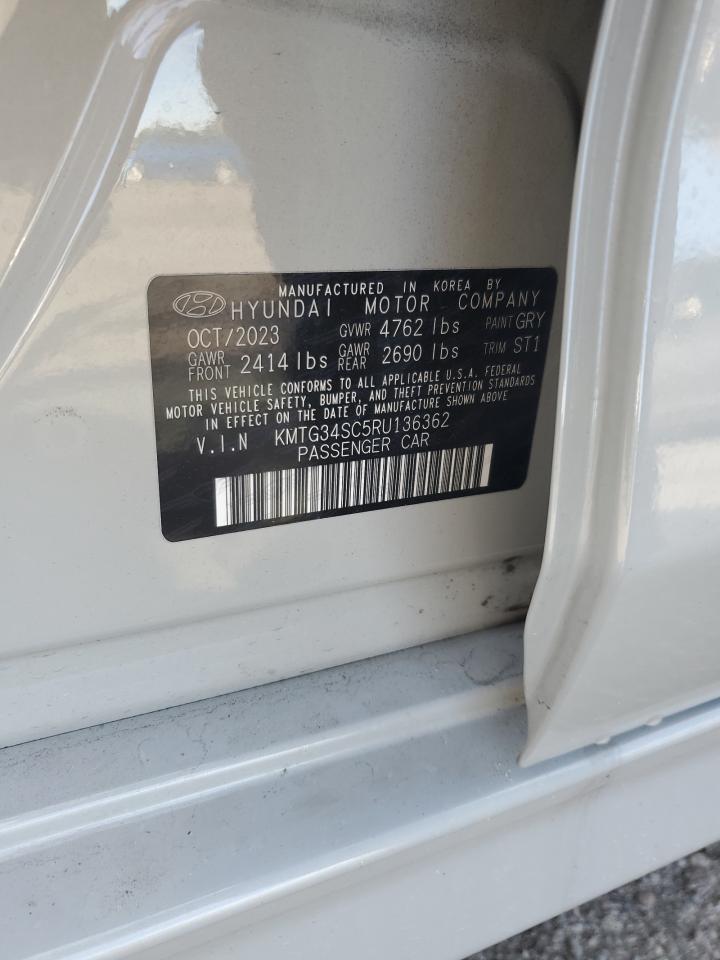 MANUFACTURED IN KOREA BY
HYUNDAI MOTOR COMPANY
OCT/2023 GVWR 4762 lbs PAINT GRY
GAWR FRONT 2414 lbs GAWR REAR 2690 lbs TRIM ST1
THIS VEHICLE CONFORMS TO ALL APPLICABLE U.S.A. FEDERAL
MOTOR VEHICLE SAFETY, BUMPER, AND THEFT PREVENTION STANDARDS
IN EFFECT ON THE DATE OF MANUFACTURE SHOWN ABOVE
V.I.N KMTG34SC5RU136362
PASSENGER CAR